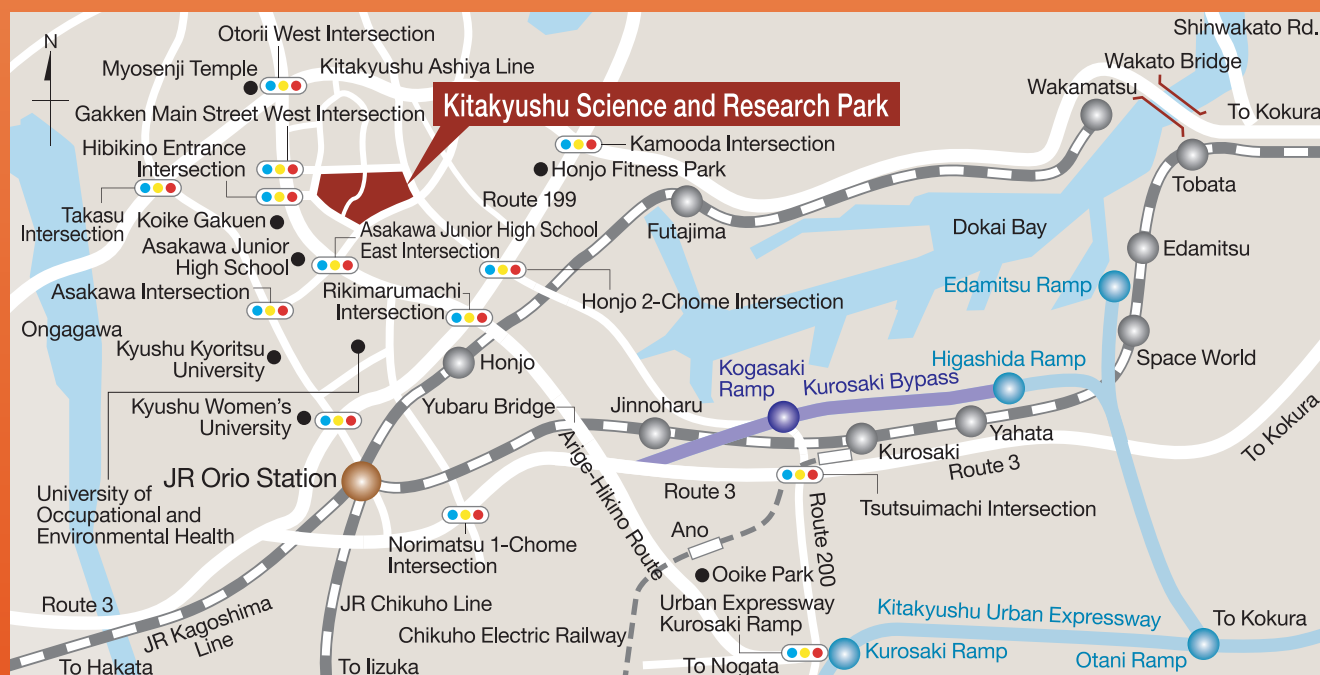 Shinwakato Rd.
Otorii West Intersection
N
Wakato Bridge
Myosenji Temple
Kitakyushu Ashiya Line
Wakamatsu
Kitakyushu Science and Research Park
To Kokura
Gakken Main Street West Intersection
Kamooda Intersection
Hibikino Entrance
Intersection
Honjo Fitness Park
Tobata
Route 199
Takasu
Intersection
Koike Gakuen
Asakawa Junior High School
East Intersection
Futajima
Dokai Bay
Asakawa Junior
High School
Edamitsu
Asakawa Intersection
Rikimarumachi
Intersection
Honjo 2-Chome Intersection
Edamitsu Ramp
Ongagawa
Kyushu Kyoritsu
University
Honjo
Kogasaki
Ramp
Kurosaki Bypass
Higashida Ramp
Space World
Kyushu Women's
University
Yubaru Bridge
Jinnoharu
Yahata
Kurosaki
To Kokura
Arige-Hikino Route
Route 3
JR Orio Station
Route 3
University of
Occupational and
Environmental Health
Tsutsuimachi Intersection
Route 200
Ano
Norimatsu 1-Chome
Intersection
Ooike Park
Route 3
JR Kagoshima
Line
JR Chikuho Line
Urban Expressway
Kurosaki Ramp
Kitakyushu Urban Expressway
To Kokura
Chikuho Electric Railway
To Hakata
To Iizuka
To Nogata
Kurosaki Ramp
Otani Ramp